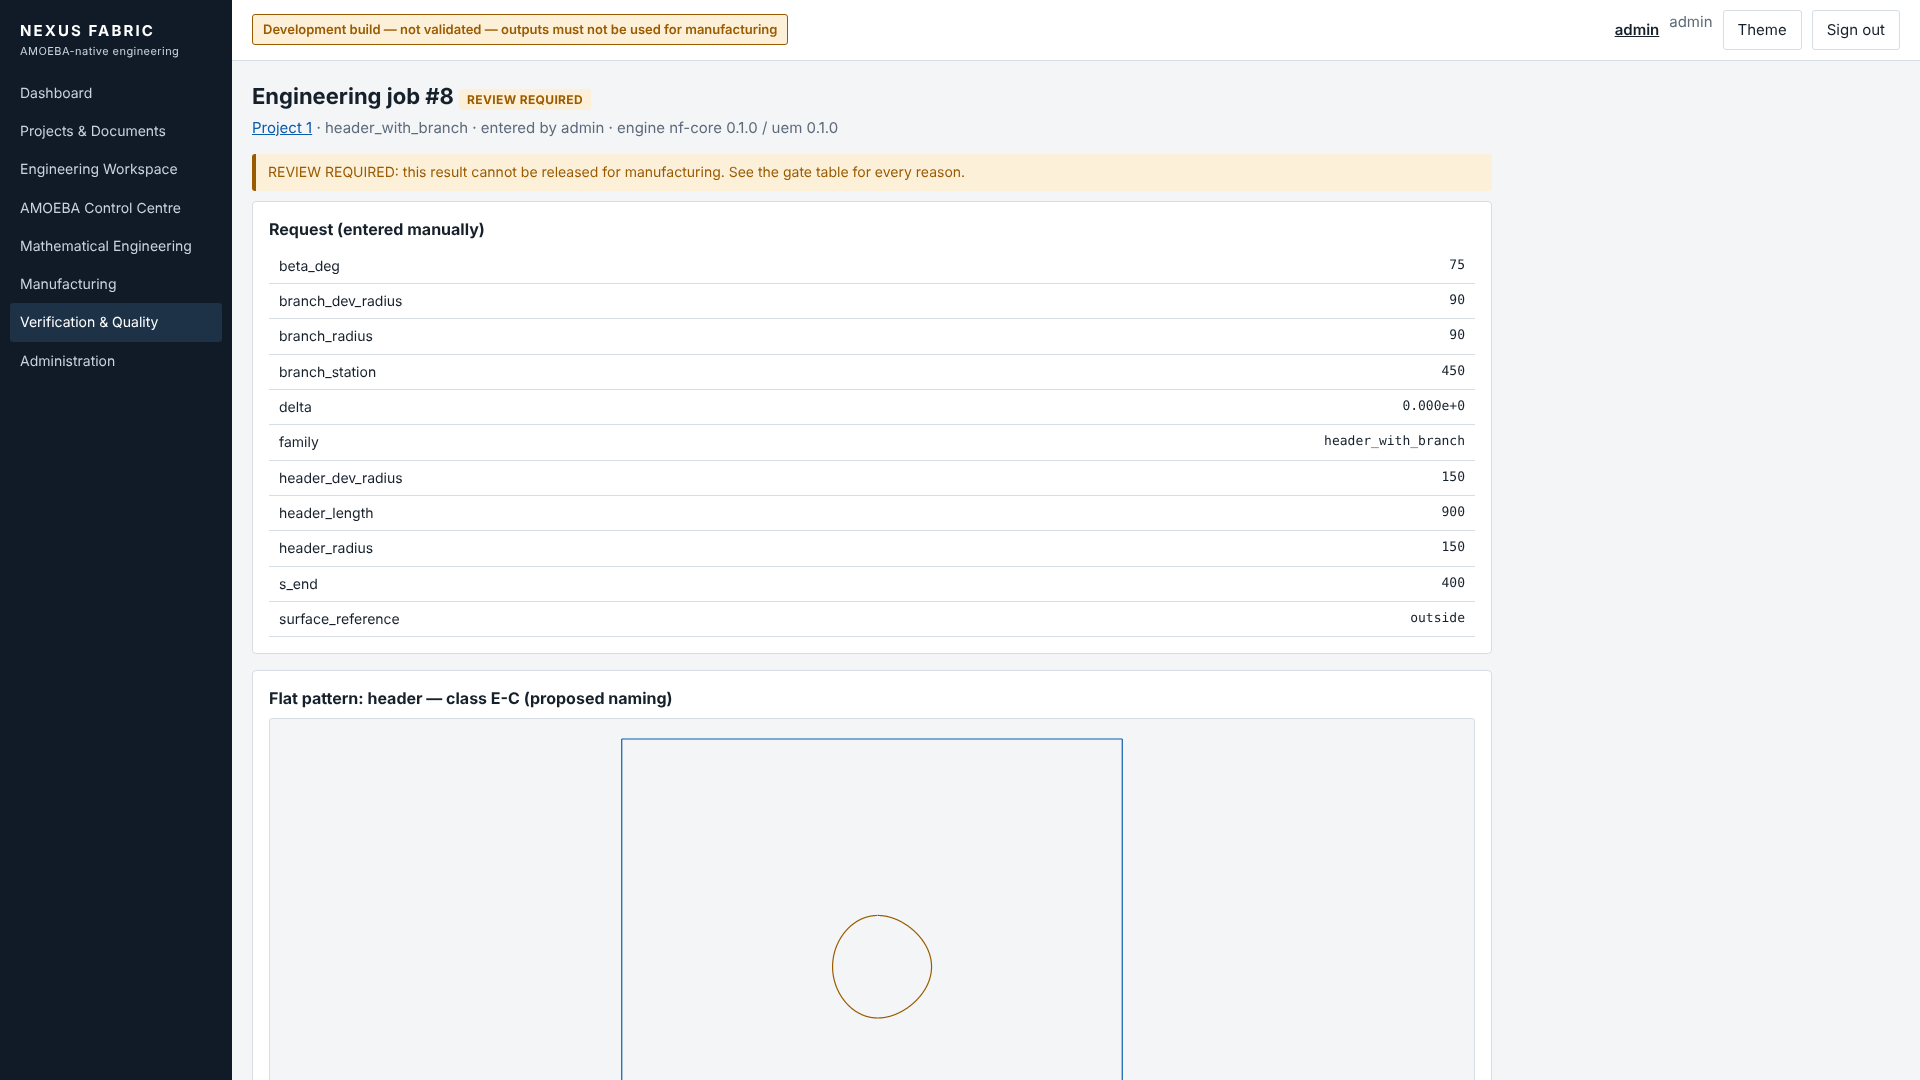 NEXUS FABRIC
AMOEBA-native engineering
Dashboard
Projects & Documents
Engineering Workspace
AMOEBA Control Centre
Mathematical Engineering
Manufacturing
Verification & Quality
Administration
Development build — not validated — outputs must not be used for manufacturing
admin admin Theme Sign out
Engineering job #8 REVIEW REQUIRED
Project 1 · header_with_branch · entered by admin · engine nf-core 0.1.0 / uem 0.1.0
REVIEW REQUIRED: this result cannot be released for manufacturing. See the gate table for every reason.
Request (entered manually)
beta_deg 75
branch_dev_radius 90
branch_radius 90
branch_station 450
delta 0.000e+0
family header_with_branch
header_dev_radius 150
header_length 900
header_radius 150
s_end 400
surface_reference outside
Flat pattern: header — class E-C (proposed naming)